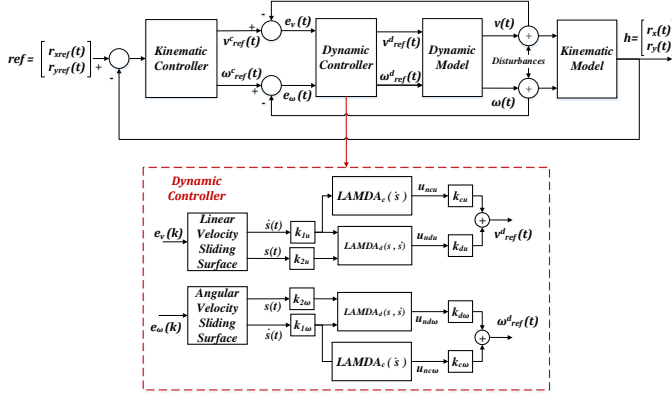 ref = [ r_xref(t)
r_yref(t) ]
+
-
Kinematic
Controller
v^c_ref(t)
+
-
ω^c_ref(t)
+
-
e_v(t)
e_ω(t)
Dynamic
Controller
v^d_ref(t)
ω^d_ref(t)
Dynamic
Model
v(t)
ω(t)
+
Disturbances
+
Kinematic
Model
h= [ r_x(t)
r_y(t) ]
Dynamic
Controller
e_v(k)
Linear
Velocity
Sliding
Surface
ṡ(t)
s(t)
k_1u
k_2u
LAMDA_c(ṡ)
LAMDA_d(s, ṡ)
u_ncu
u_ndu
k_cu
k_du
+
v^d_ref(t)
e_ω(k)
Angular
Velocity
Sliding
Surface
s(t)
ṡ(t)
k_2ω
k_1ω
LAMDA_d(s, ṡ)
LAMDA_c(ṡ)
u_ndω
u_ncω
k_dω
k_cω
+
ω^d_ref(t)